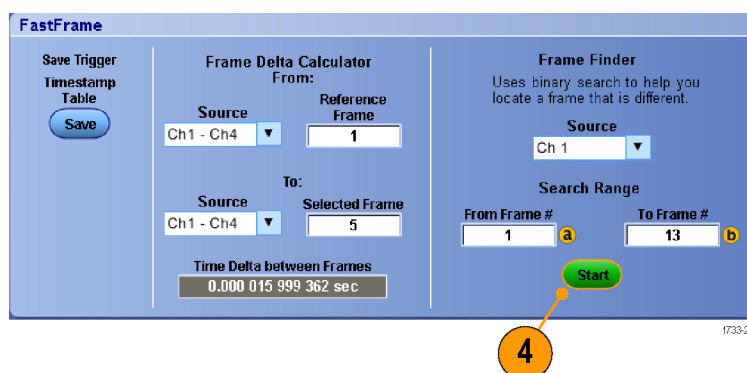 FastFrame
Save Trigger
Timestamp
Table
Save
Frame Delta Calculator
From:
Source
Reference
Frame
Ch1 - Ch4
1
To:
Source
Selected Frame
Ch1 - Ch4
5
Time Delta between Frames
0.000 015 999 362 sec
Frame Finder
Uses binary search to help you
locate a frame that is different.
Source
Ch 1
Search Range
From Frame #
To Frame #
1
a
13
b
Start
4
1733-2